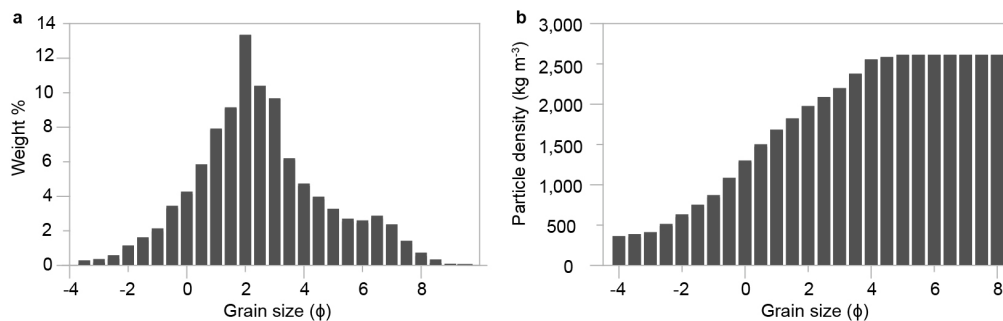 a
14
12
10
8
6
4
2
0
Weight %
-4 -2 0 2 4 6 8
Grain size (ϕ)
b
3,000
2,500
2,000
1,500
1,000
500
0
Particle density (kg m⁻³)
-4 -2 0 2 4 6 8
Grain size (ϕ)